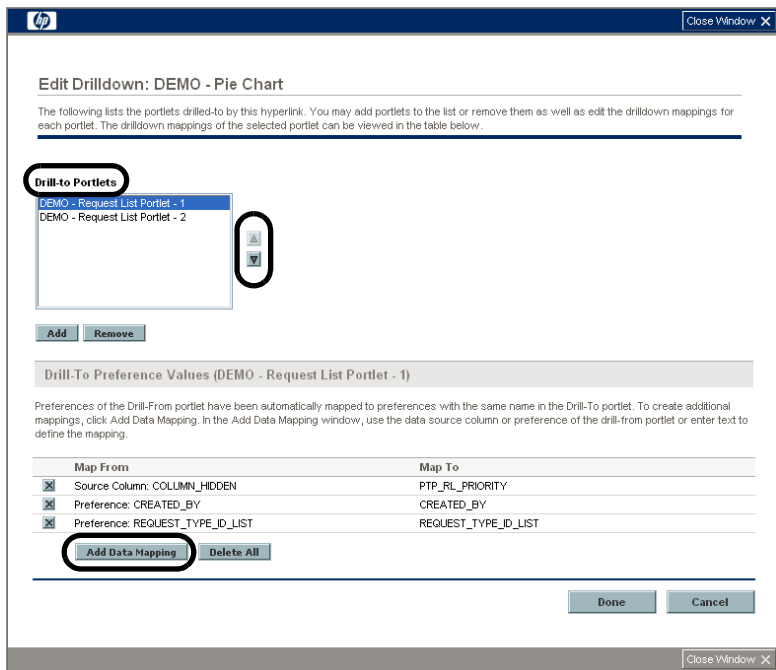 hp
Close Window X
Edit Drilldown: DEMO - Pie Chart
The following lists the portlets drilled-to by this hyperlink. You may add portlets to the list or remove them as well as edit the drilldown mappings for
each portlet. The drilldown mappings of the selected portlet can be viewed in the table below.
Drill-to Portlets
DEMO - Request List Portlet - 1
DEMO - Request List Portlet - 2
Add Remove
Drill-To Preference Values (DEMO - Request List Portlet - 1)
Preferences of the Drill-From portlet have been automatically mapped to preferences with the same name in the Drill-To portlet. To create additional
mappings, click Add Data Mapping. In the Add Data Mapping window, use the data source column or preference of the drill-from portlet or enter text to
define the mapping.
Map From Map To
Source Column: COLUMN_HIDDEN PTP_RL_PRIORITY
Preference: CREATED_BY CREATED_BY
Preference: REQUEST_TYPE_ID_LIST REQUEST_TYPE_ID_LIST
Add Data Mapping Delete All
Done Cancel
Close Window X